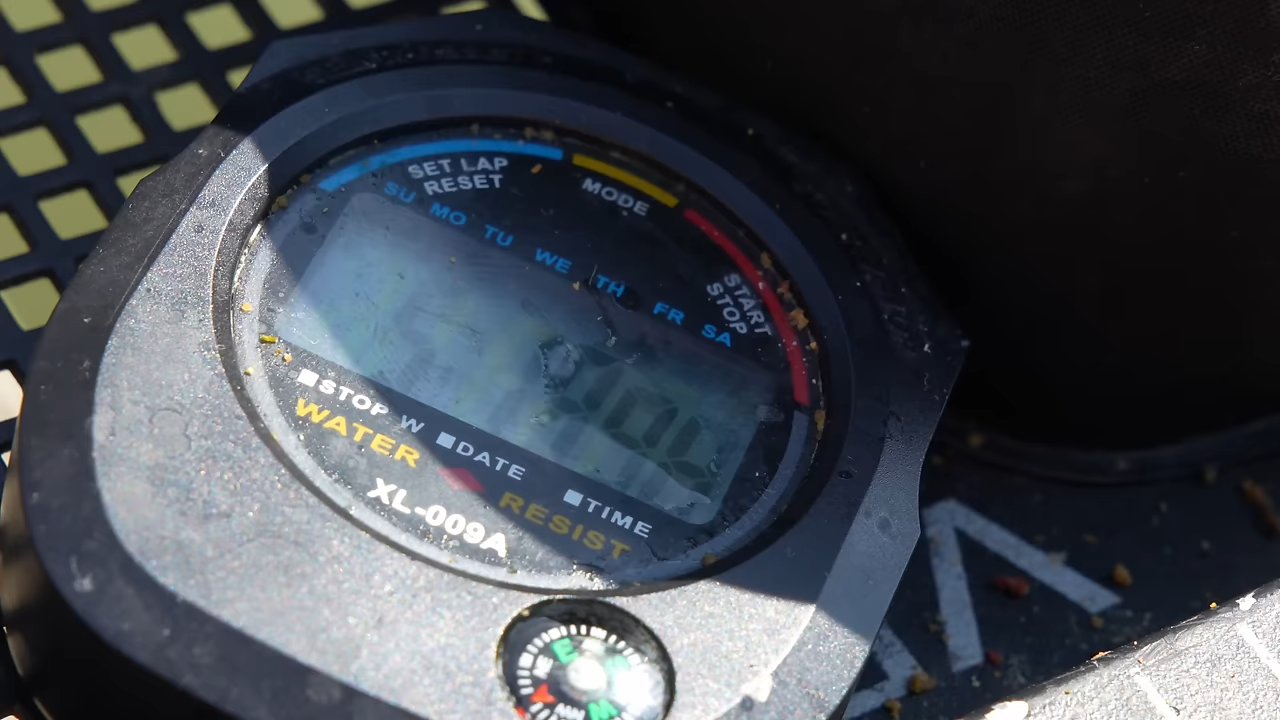 SET LAP
RESET
MODE
START
STOP
SU MO TU WE TH FR SA
■STOP W ■DATE ■TIME
WATER RESIST
XL-009A